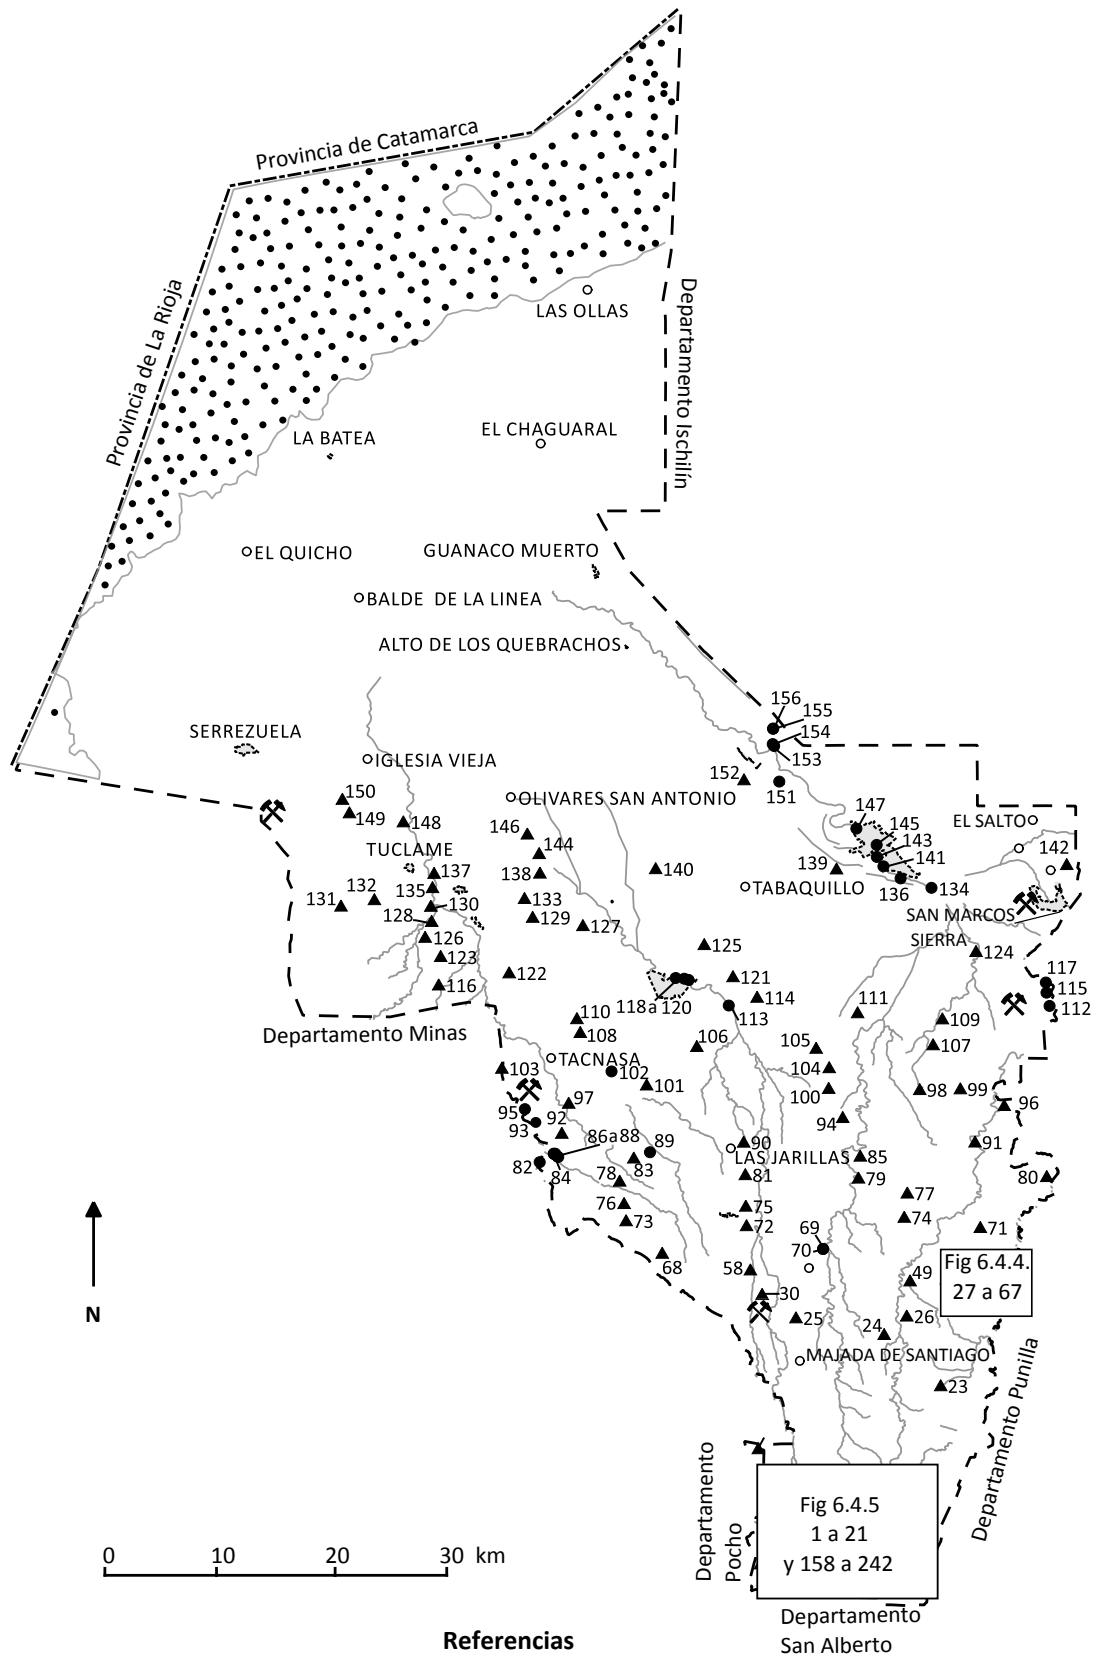 Provincia de Catamarca
Provincia de La Rioja
Departamento Ischilín
LAS OLLAS
EL CHAGUARAL
LA BATEA
EL QUICHO
GUANACO MUERTO
BALDE DE LA LINEA
ALTO DE LOS QUEBRACHOS
SERREZUELA
IGLESIA VIEJA
156
155
154
153
152
151
150
149
148
OLIVARES SAN ANTONIO
147
146
145
EL SALTO
144
143
142
TUCLAME
141
140
139
138
137
136
135
134
TABAQUILLO
133
132
131
130
129
128
127
SAN MARCOS
SIERRA
126
125
124
123
122
121
118 a 120
117
116
115
114
113
112
111
110
109
108
107
106
105
Departamento Minas
TACNASA
104
103
102
101
100
99
98
97
96
95
94
93
92
91
90
LAS JARILLAS
89
86a88
85
84
83
82
81
80
79
78
77
76
75
74
73
72
71
70
69
68
58
Fig 6.4.4.
27 a 67
49
30
26
25
24
MAJADA DE SANTIAGO
23
Departamento Punilla
Departamento
Pocho
Fig 6.4.5
1 a 21
y 158 a 242
Departamento
San Alberto
N
0 10 20 30 km
Referencias